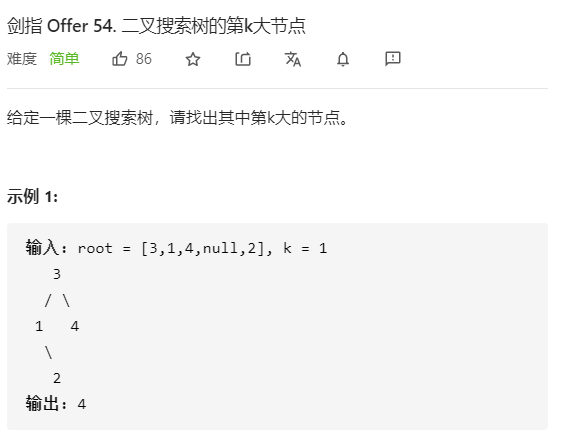 剑指 Offer 54. 二叉搜索树的第k大节点
难度 简单 86
给定一棵二叉搜索树，请找出其中第k大的节点。
示例 1:
输入: root = [3,1,4,null,2], k = 1
3
/ \
1 4
\
2
输出: 4